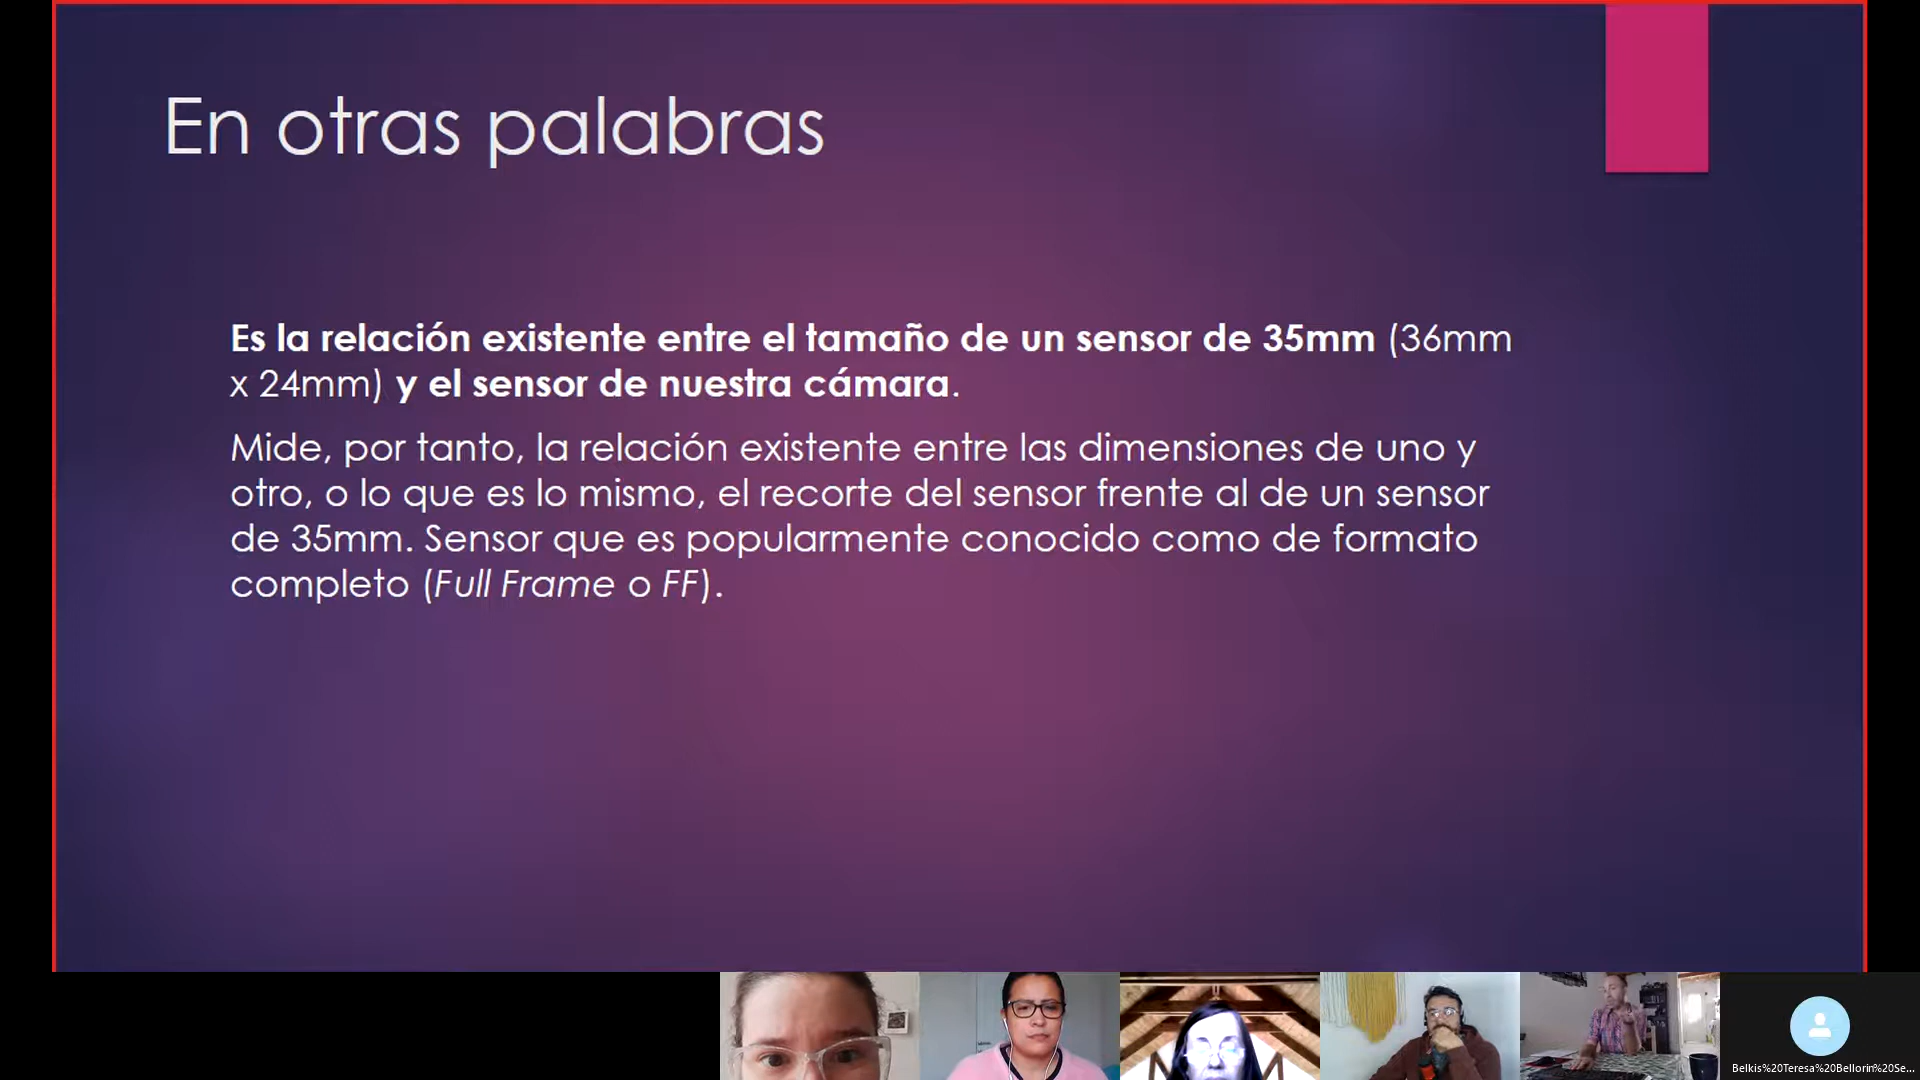 En otras palabras
Es la relación existente entre el tamaño de un sensor de 35mm (36mm
x 24mm) y el sensor de nuestra cámara.
Mide, por tanto, la relación existente entre las dimensiones de uno y
otro, o lo que es lo mismo, el recorte del sensor frente al de un sensor
de 35mm. Sensor que es popularmente conocido como de formato
completo (Full Frame o FF).
Belkis%20Teresa%20Bellorin%20Se...